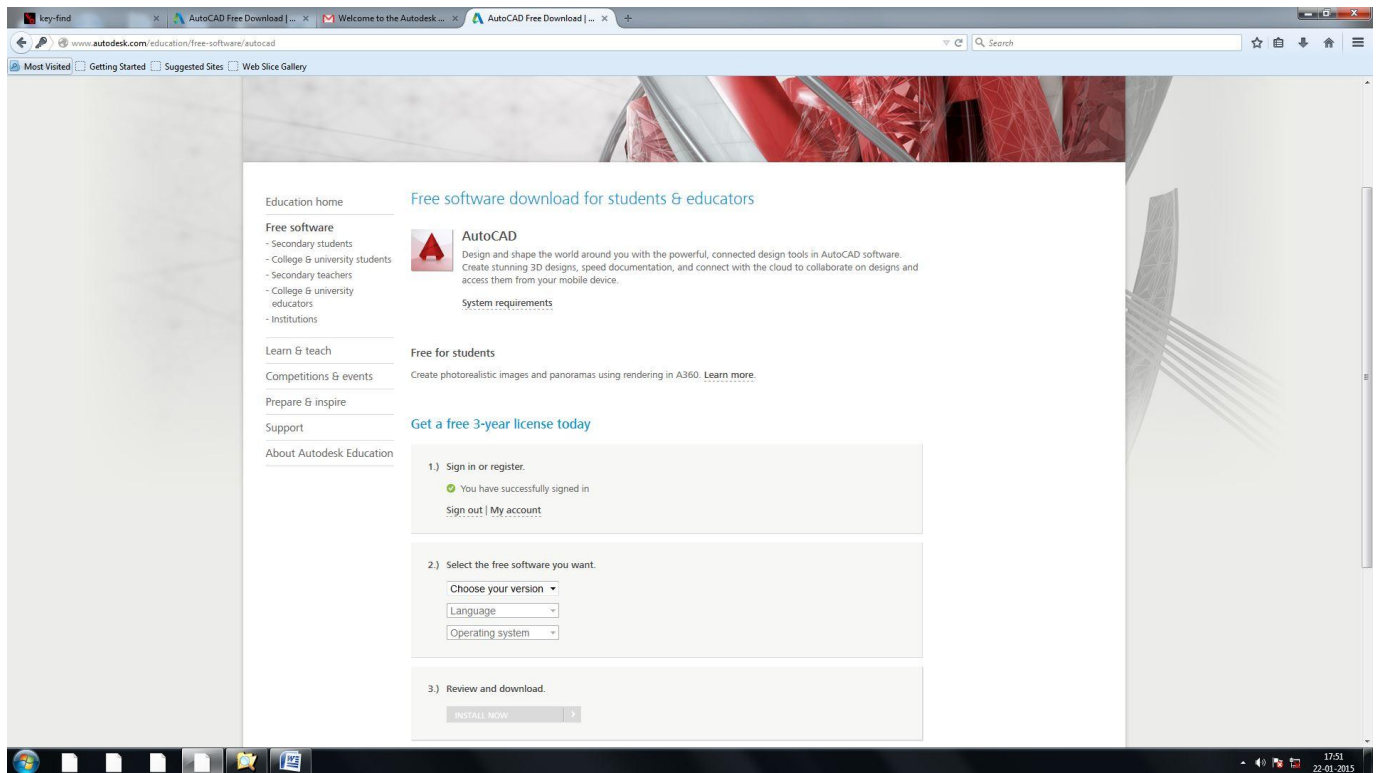 key-find
AutoCAD Free Download | ...
Welcome to the Autodesk ...
AutoCAD Free Download | ...
www.autodesk.com/education/free-software/autocad
Search
Most Visited
Getting Started
Suggested Sites
Web Slice Gallery
Education home
Free software
- Secondary students
- College & university students
- Secondary teachers
- College & university
educators
- Institutions
Learn & teach
Competitions & events
Prepare & inspire
Support
About Autodesk Education
Free software download for students & educators
AutoCAD
Design and shape the world around you with the powerful, connected design tools in AutoCAD software.
Create stunning 3D designs, speed documentation, and connect with the cloud to collaborate on designs and
access them from your mobile device.
System requirements
Free for students
Create photorealistic images and panoramas using rendering in A360. Learn more.
Get a free 3-year license today
1.) Sign in or register.
You have successfully signed in
Sign out | My account
2.) Select the free software you want.
Choose your version
Language
Operating system
3.) Review and download.
INSTALL NOW
17:51
22-01-2015